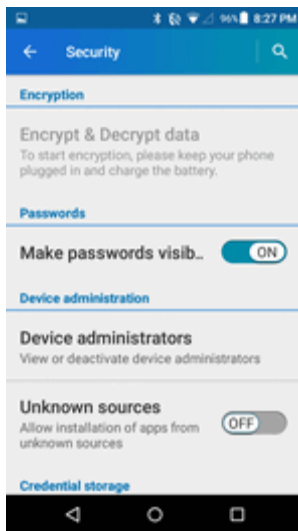 96% 8:27 PM
Security
Encryption
Encrypt & Decrypt data
To start encryption, please keep your phone
plugged in and charge the battery.
Passwords
Make passwords visib.. ON
Device administration
Device administrators
View or deactivate device administrators
Unknown sources
Allow installation of apps from OFF
unknown sources
Credential storage